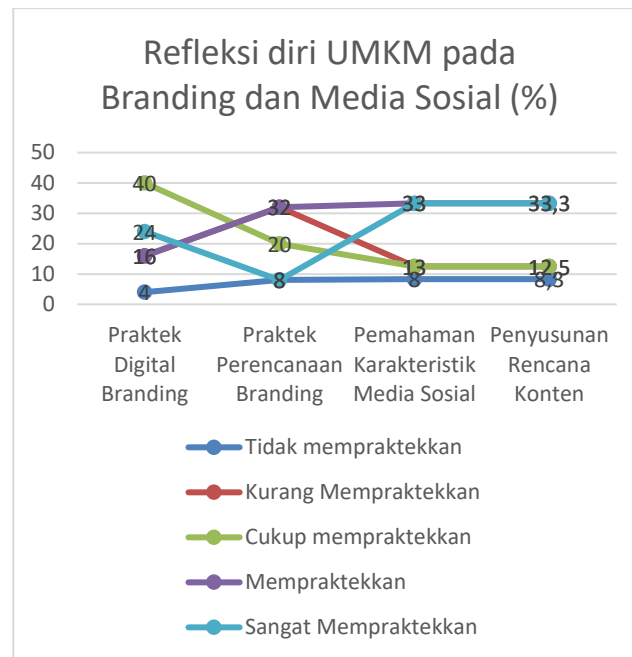 Refleksi diri UMKM pada
Branding dan Media Sosial (%)
50
40
30
20
10
0
40
24
16
4
32
20
8
33
13
8
33,3
12,5
8,3
Praktek Digital Branding
Praktek Perencanaan Branding
Pemahaman Karakteristik Media Sosial
Penyusunan Rencana Konten
Tidak mempraktekkan
Kurang Mempraktekkan
Cukup mempraktekkan
Mempraktekkan
Sangat Mempraktekkan